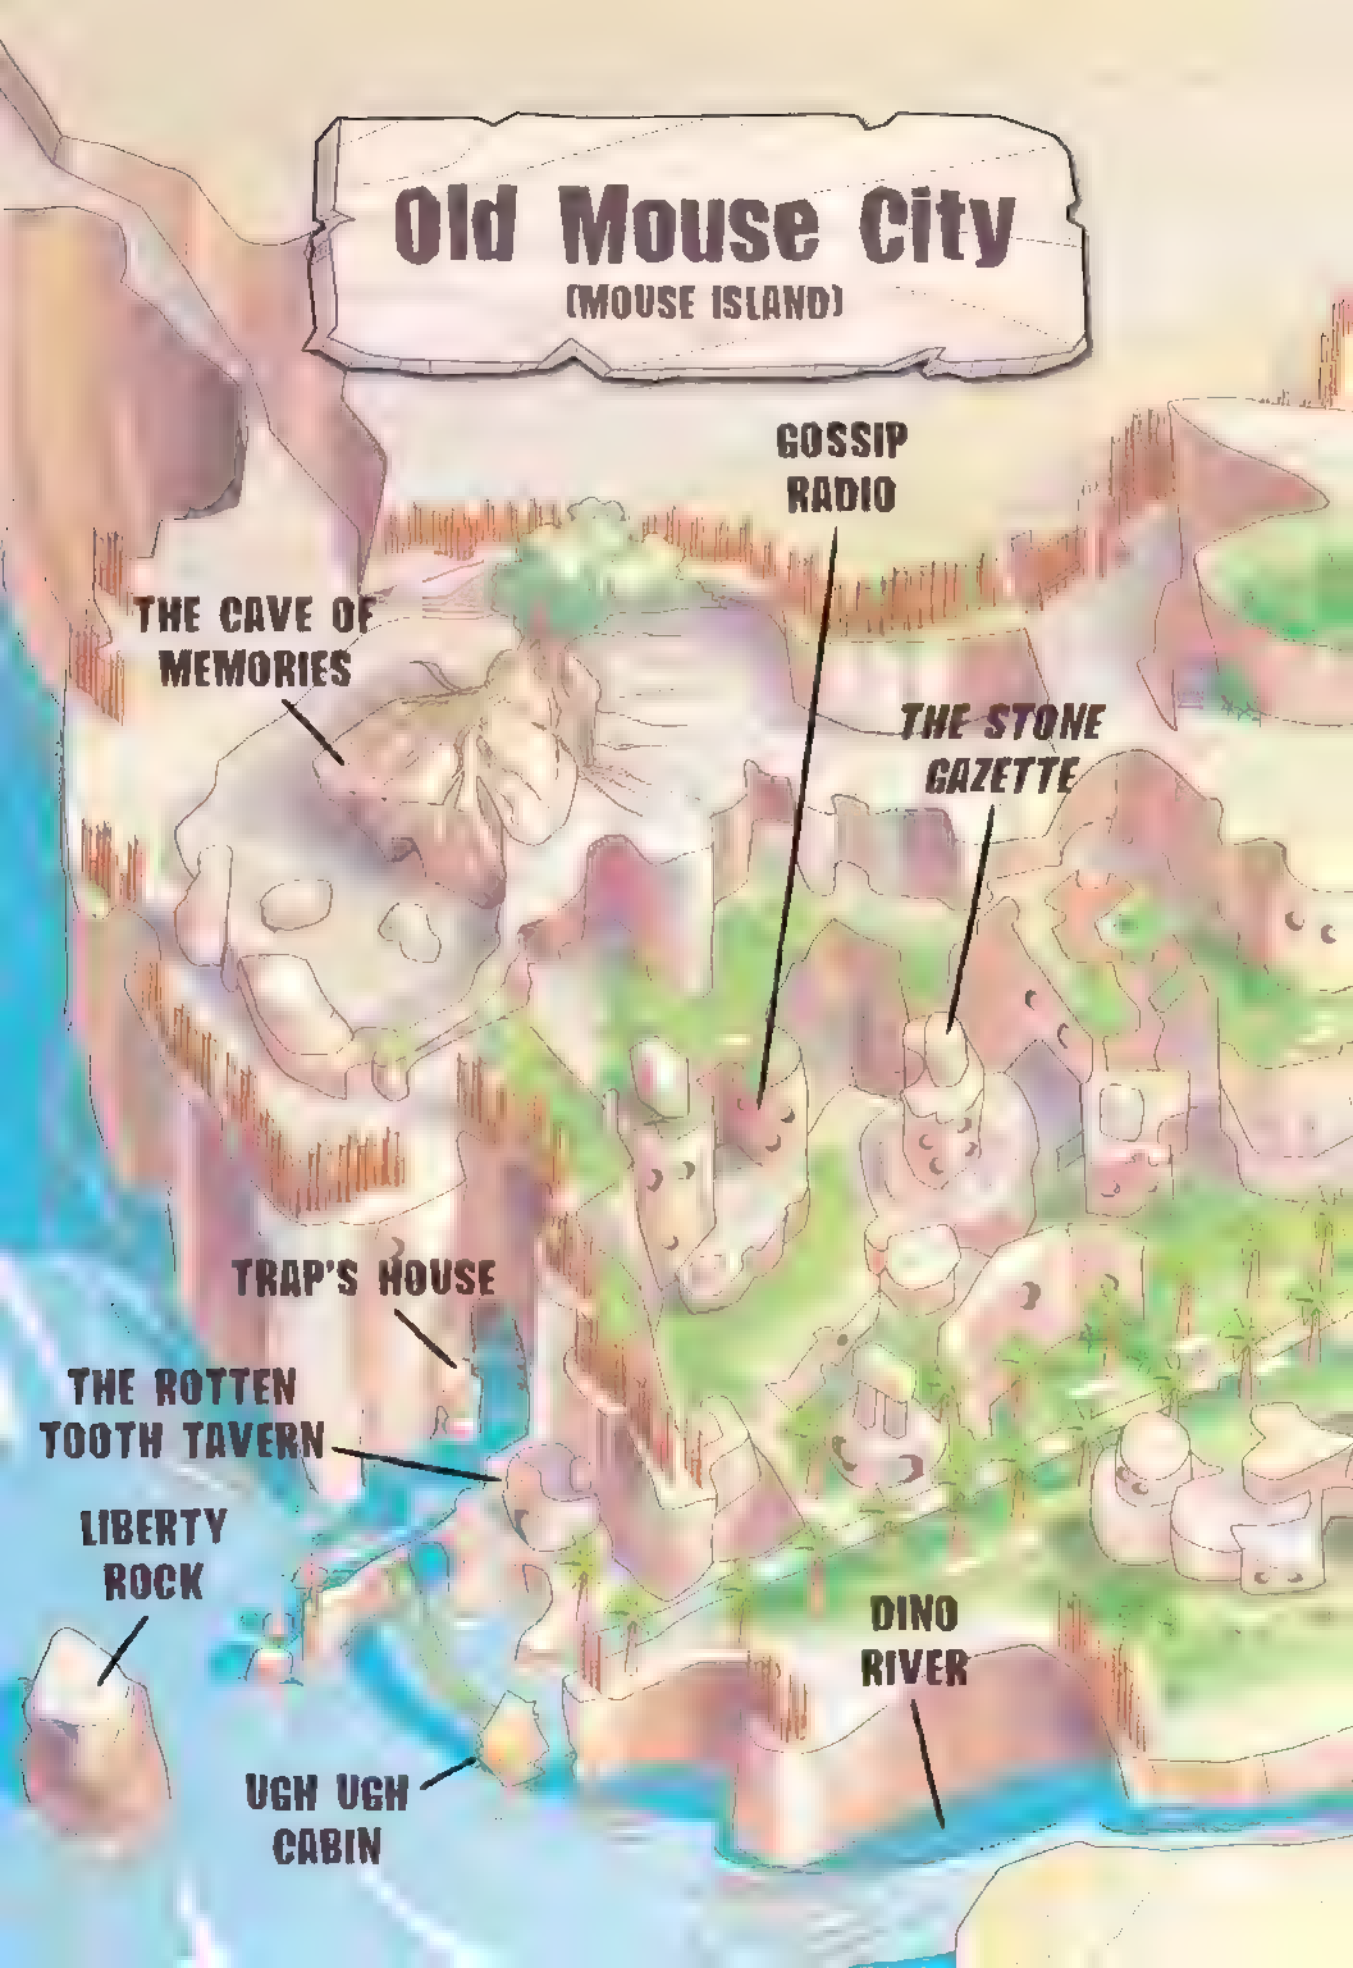 Old Mouse City
(MOUSE ISLAND)
GOSSIP
RADIO
THE CAVE OF
MEMORIES
THE STONE
GAZETTE
TRAP'S HOUSE
THE ROTTEN
TOOTH TAVERN
LIBERTY
ROCK
DINO
RIVER
UGH UGH
CABIN